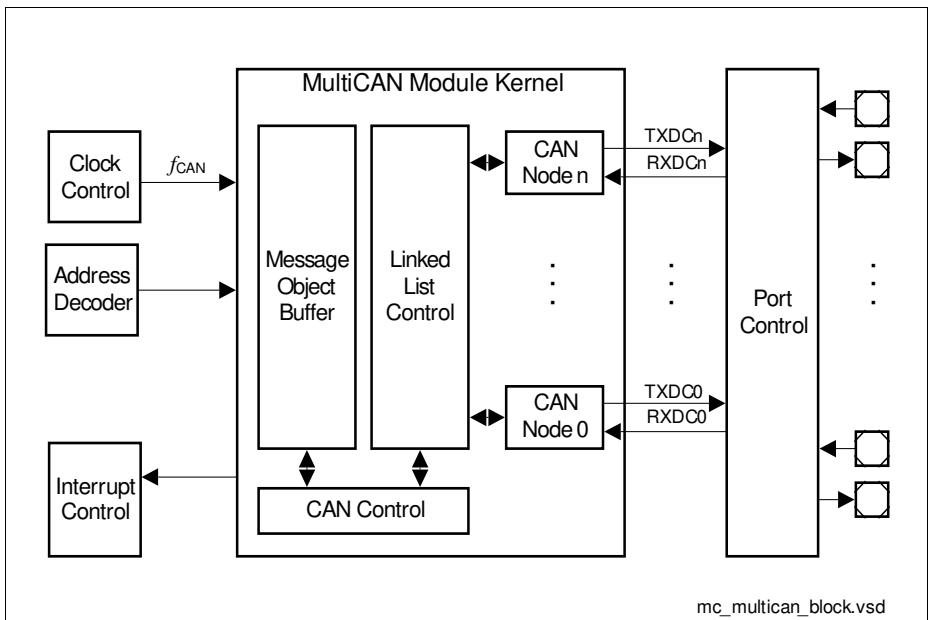 MultiCAN Module Kernel
Clock
Control
fCAN
Address
Decoder
Interrupt
Control
Message
Object
Buffer
Linked
List
Control
CAN
Node n
TXDCn
RXDCn
CAN
Node 0
TXDC0
RXDC0
CAN Control
Port
Control
mc_multican_block.vsd